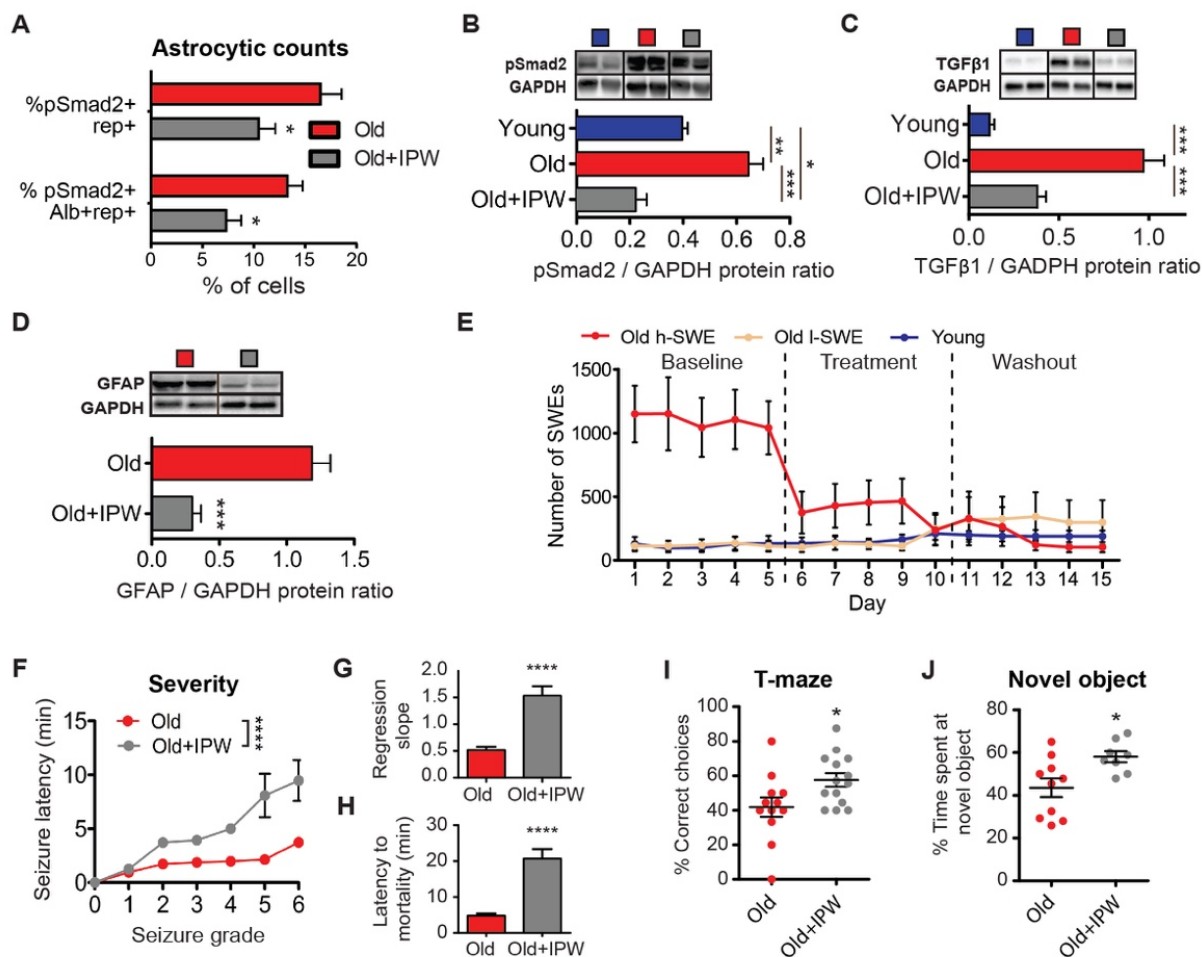 A
Astrocytic counts
%pSmad2+
rep+
*
Old
Old+IPW
% pSmad2+
Alb+rep+
*
0 5 10 15 20
% of cells
B
pSmad2
GAPDH
Young
Old
Old+IPW
**
***
*
0.0 0.2 0.4 0.6 0.8
pSmad2 / GAPDH protein ratio
C
TGFβ1
GAPDH
Young
Old
Old+IPW
***
***
0.0 0.5 1.0
TGFβ1 / GADPH protein ratio
D
GFAP
GAPDH
Old
Old+IPW
***
0.0 0.5 1.0 1.5
GFAP / GAPDH protein ratio
E
Old h-SWE Old l-SWE Young
Baseline Treatment Washout
Number of SWEs
1500
1000
500
0
1 2 3 4 5 6 7 8 9 10 11 12 13 14 15
Day
F
Severity
Seizure latency (min)
15
10
5
0
Old
Old+IPW
****
0 1 2 3 4 5 6
Seizure grade
G
Regression
slope
2.0
1.5
1.0
0.5
0.0
****
Old Old+IPW
H
Latency to
mortality (min)
30
20
10
0
****
Old Old+IPW
I
T-maze
% Correct choices
100
80
60
40
20
0
*
Old
Old+IPW
J
Novel object
% Time spent at
novel object
80
60
40
20
0
*
Old
Old+IPW